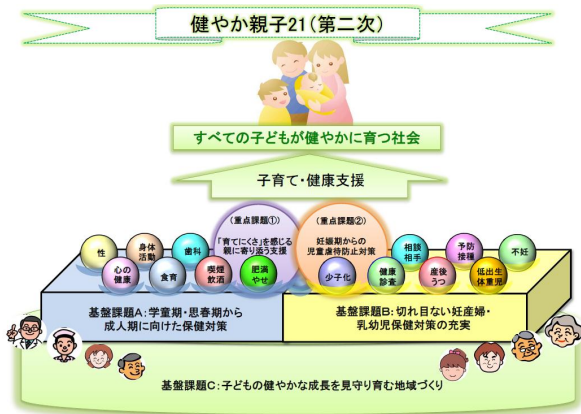 健やか親子21(第二次)
すべての子どもが健やかに育つ社会
子育て・健康支援
(重点課題①)
「育てにくさ」を感じる
親に寄り添う支援
(重点課題②)
妊娠期からの
児童虐待防止対策
性
身体
活動
歯科
心の
健康
食育
喫煙
飲酒
肥満
やせ
少子化
相談
相手
健康
診査
予防
接種
産後
うつ
低出生
体重児
不妊
基盤課題A:学童期・思春期から
成人期に向けた保健対策
基盤課題B:切れ目ない妊産婦・
乳幼児保健対策の充実
基盤課題C:子どもの健やかな成長を見守り育む地域づくり